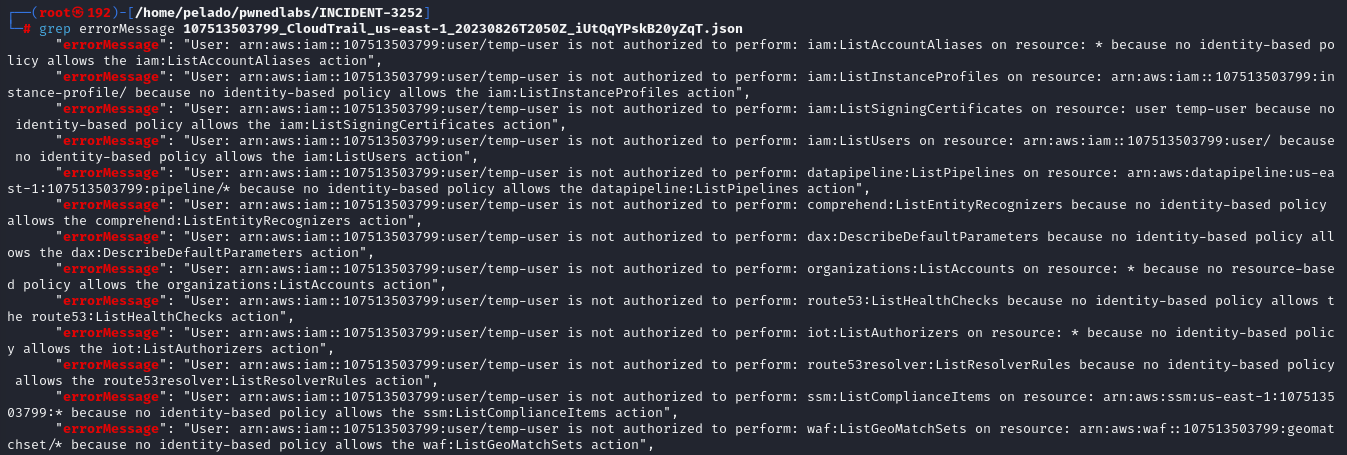 ┌──(root㉿192)-[/home/pelado/pwnedlabs/INCIDENT-3252]
└─# grep errorMessage 107513503799_CloudTrail_us-east-1_20230826T2050Z_iUtQqYPskB20yZqT.json
"errorMessage": "User: arn:aws:iam::107513503799:user/temp-user is not authorized to perform: iam:ListAccountAliases on resource: * because no identity-based po
licy allows the iam:ListAccountAliases action",
"errorMessage": "User: arn:aws:iam::107513503799:user/temp-user is not authorized to perform: iam:ListInstanceProfiles on resource: arn:aws:iam::107513503799:in
stance-profile/ because no identity-based policy allows the iam:ListInstanceProfiles action",
"errorMessage": "User: arn:aws:iam::107513503799:user/temp-user is not authorized to perform: iam:ListSigningCertificates on resource: user temp-user because no
identity-based policy allows the iam:ListSigningCertificates action",
"errorMessage": "User: arn:aws:iam::107513503799:user/temp-user is not authorized to perform: iam:ListUsers on resource: arn:aws:iam::107513503799:user/ because
no identity-based policy allows the iam:ListUsers action",
"errorMessage": "User: arn:aws:iam::107513503799:user/temp-user is not authorized to perform: datapipeline:ListPipelines on resource: arn:aws:datapipeline:us-ea
st-1:107513503799:pipeline/* because no identity-based policy allows the datapipeline:ListPipelines action",
"errorMessage": "User: arn:aws:iam::107513503799:user/temp-user is not authorized to perform: comprehend:ListEntityRecognizers because no identity-based policy
allows the comprehend:ListEntityRecognizers action",
"errorMessage": "User: arn:aws:iam::107513503799:user/temp-user is not authorized to perform: dax:DescribeDefaultParameters because no identity-based policy all
ows the dax:DescribeDefaultParameters action",
"errorMessage": "User: arn:aws:iam::107513503799:user/temp-user is not authorized to perform: organizations:ListAccounts on resource: * because no resource-base
d policy allows the organizations:ListAccounts action",
"errorMessage": "User: arn:aws:iam::107513503799:user/temp-user is not authorized to perform: route53:ListHealthChecks because no identity-based policy allows t
he route53:ListHealthChecks action",
"errorMessage": "User: arn:aws:iam::107513503799:user/temp-user is not authorized to perform: iot:ListAuthorizers on resource: * because no identity-based polic
y allows the iot:ListAuthorizers action",
"errorMessage": "User: arn:aws:iam::107513503799:user/temp-user is not authorized to perform: route53resolver:ListResolverRules because no identity-based policy
allows the route53resolver:ListResolverRules action",
"errorMessage": "User: arn:aws:iam::107513503799:user/temp-user is not authorized to perform: ssm:ListComplianceItems on resource: arn:aws:ssm:us-east-1:1075135
03799:* because no identity-based policy allows the ssm:ListComplianceItems action",
"errorMessage": "User: arn:aws:iam::107513503799:user/temp-user is not authorized to perform: waf:ListGeoMatchSets on resource: arn:aws:waf::107513503799:geomat
chset/* because no identity-based policy allows the waf:ListGeoMatchSets action",